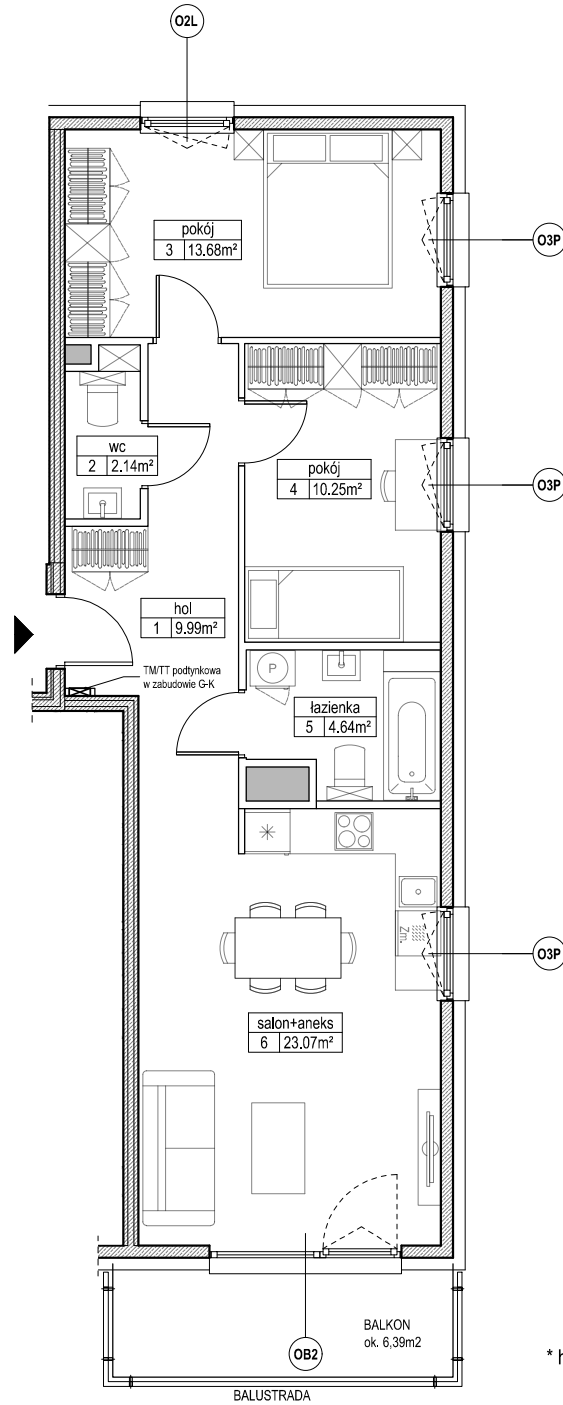 O2L
pokój
3 13.68m²
O3P
wc
2 2.14m²
pokój
4 10.25m²
O3P
hol
1 9.99m²
TM/TT podtynkowa
w zabudowie G-K
P
łazienka
5 4.64m²
Zm.
O3P
salon+aneks
6 23.07m²
BALKON
ok. 6,39m2
OB2
* h
BALUSTRADA